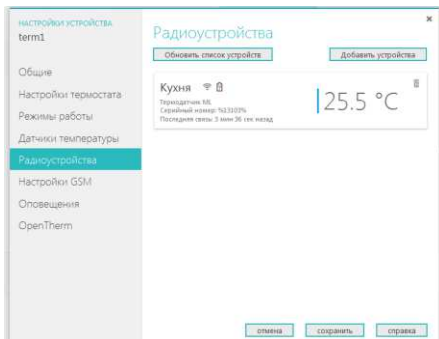 НАСТРОЙКИ УСТРОЙСТВА
term1
Общие
Настройки термостата
Режимы работы
Датчики температуры
Радиоустройства
Настройки GSM
Оповещения
OpenTherm
Радиоустройства
Обновить список устройств
Добавить устройства
Кухня
Термодатчик ML
Серийный номер:
Последняя связь: 3 мин 36 сек назад
25.5 °C
отмена
сохранить
справка